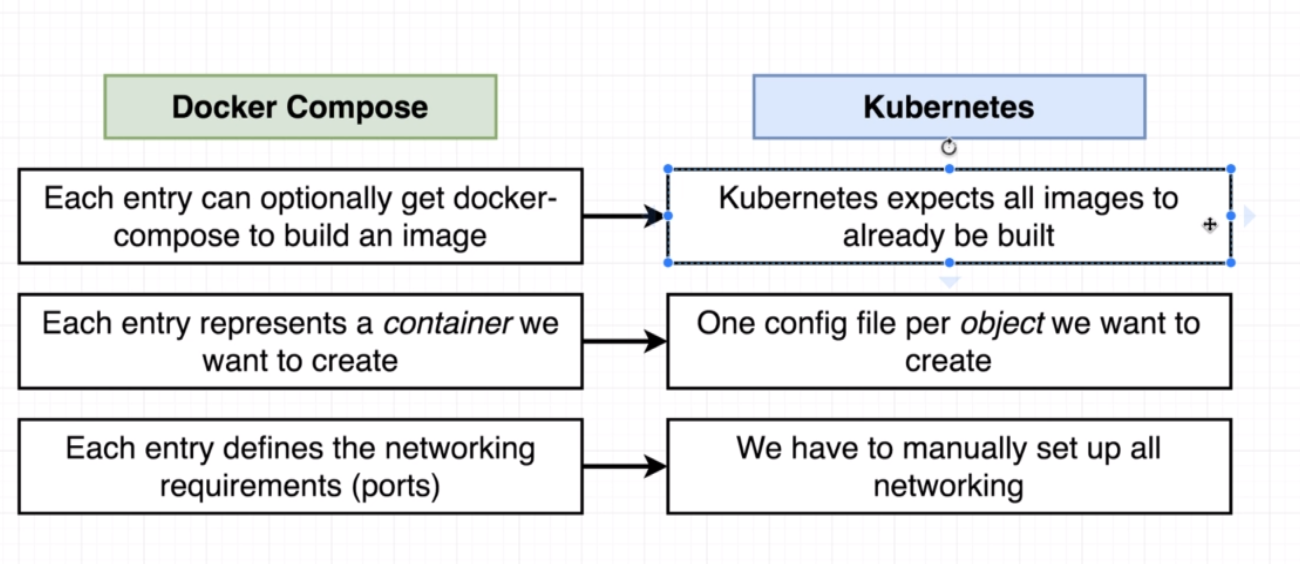 Docker Compose
Kubernetes
Each entry can optionally get docker-
compose to build an image
Kubernetes expects all images to
already be built
Each entry represents a container we
want to create
One config file per object we want to
create
Each entry defines the networking
requirements (ports)
We have to manually set up all
networking